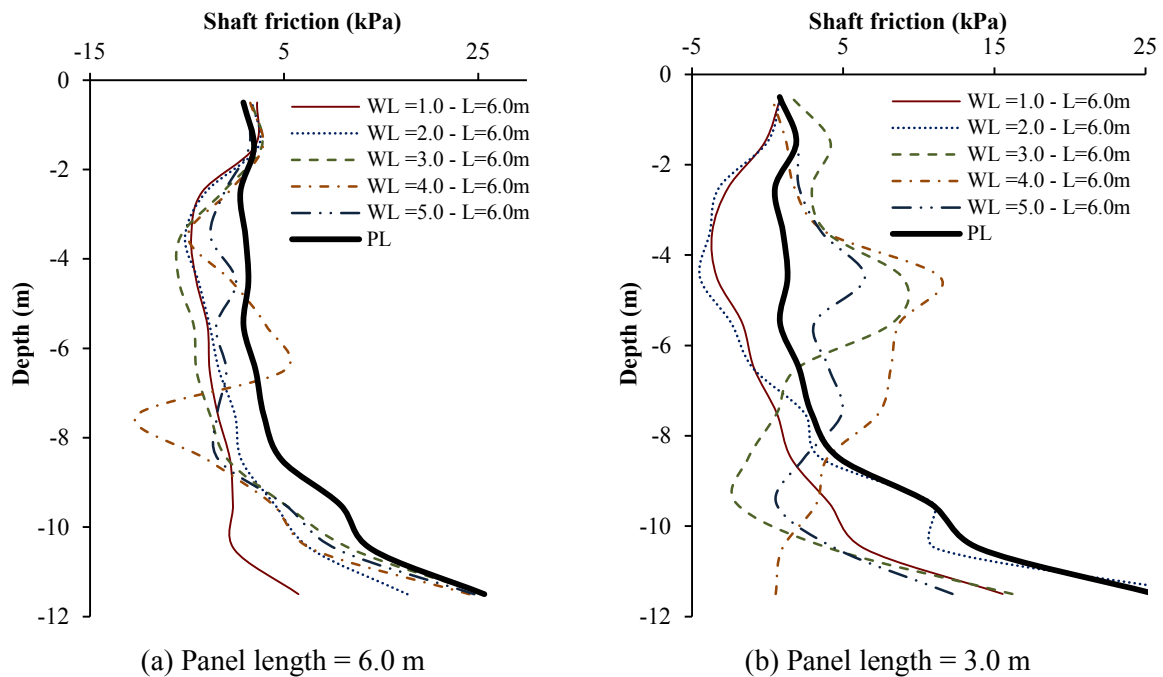 Shaft friction (kPa)
-15 5 25
0
-2
-4
-6
-8
-10
-12
Depth (m)
WL =1.0 - L=6.0m
WL =2.0 - L=6.0m
WL =3.0 - L=6.0m
WL =4.0 - L=6.0m
WL =5.0 - L=6.0m
PL
(a) Panel length = 6.0 m
Shaft friction (kPa)
-5 5 15 25
0
-2
-4
-6
-8
-10
-12
Depth (m)
WL =1.0 - L=6.0m
WL =2.0 - L=6.0m
WL =3.0 - L=6.0m
WL =4.0 - L=6.0m
WL =5.0 - L=6.0m
PL
(b) Panel length = 3.0 m